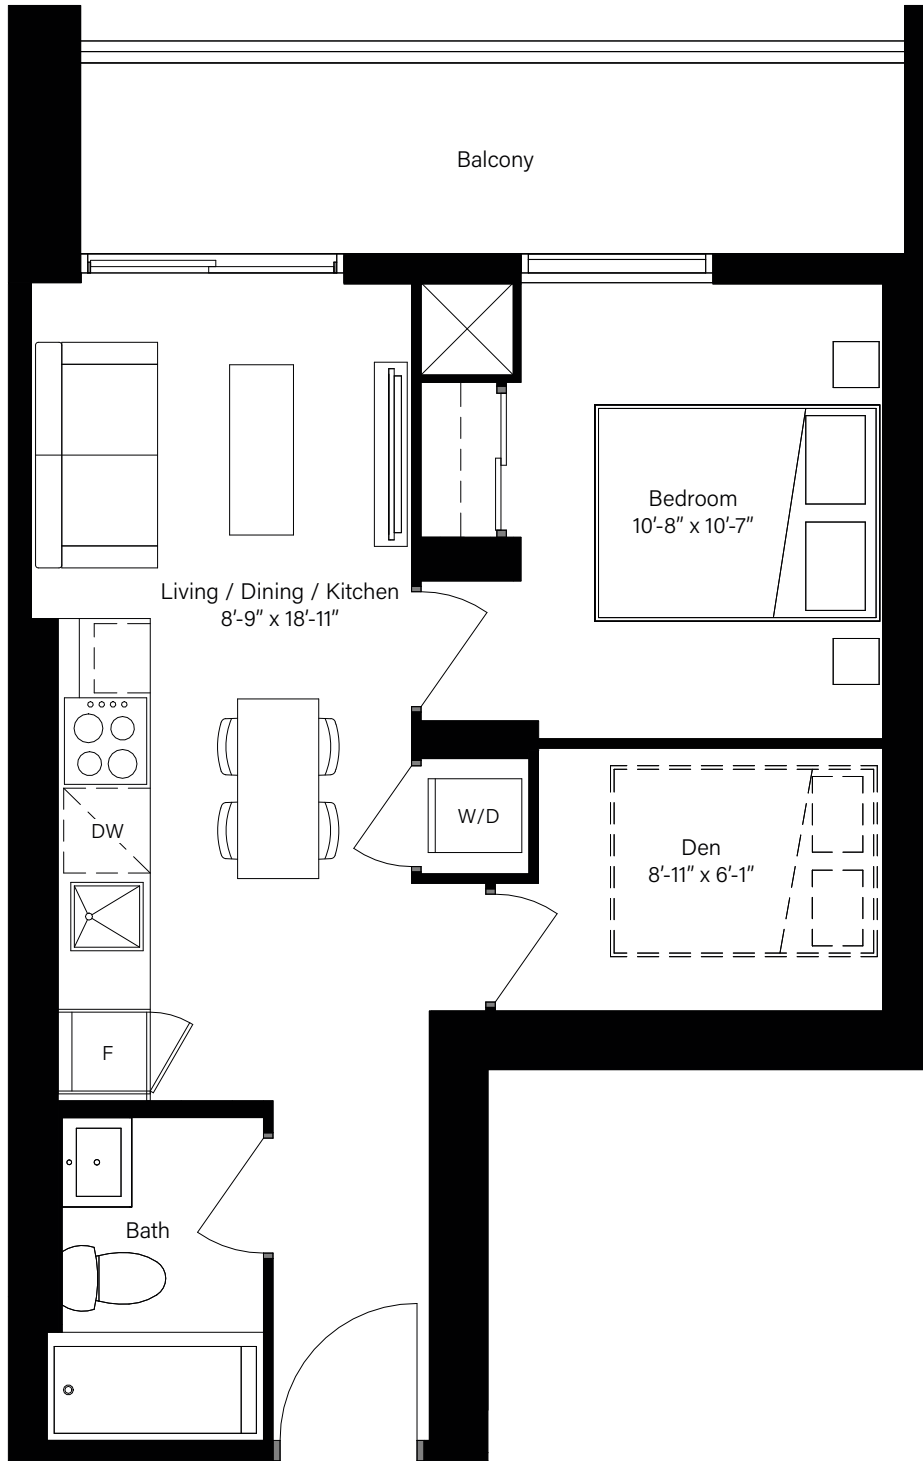 Balcony
Bedroom
10’-8” x 10’-7”
Living / Dining / Kitchen
8’-9” x 18’-11”
DW
W/D
Den
8’-11” x 6’-1”
F
Bath